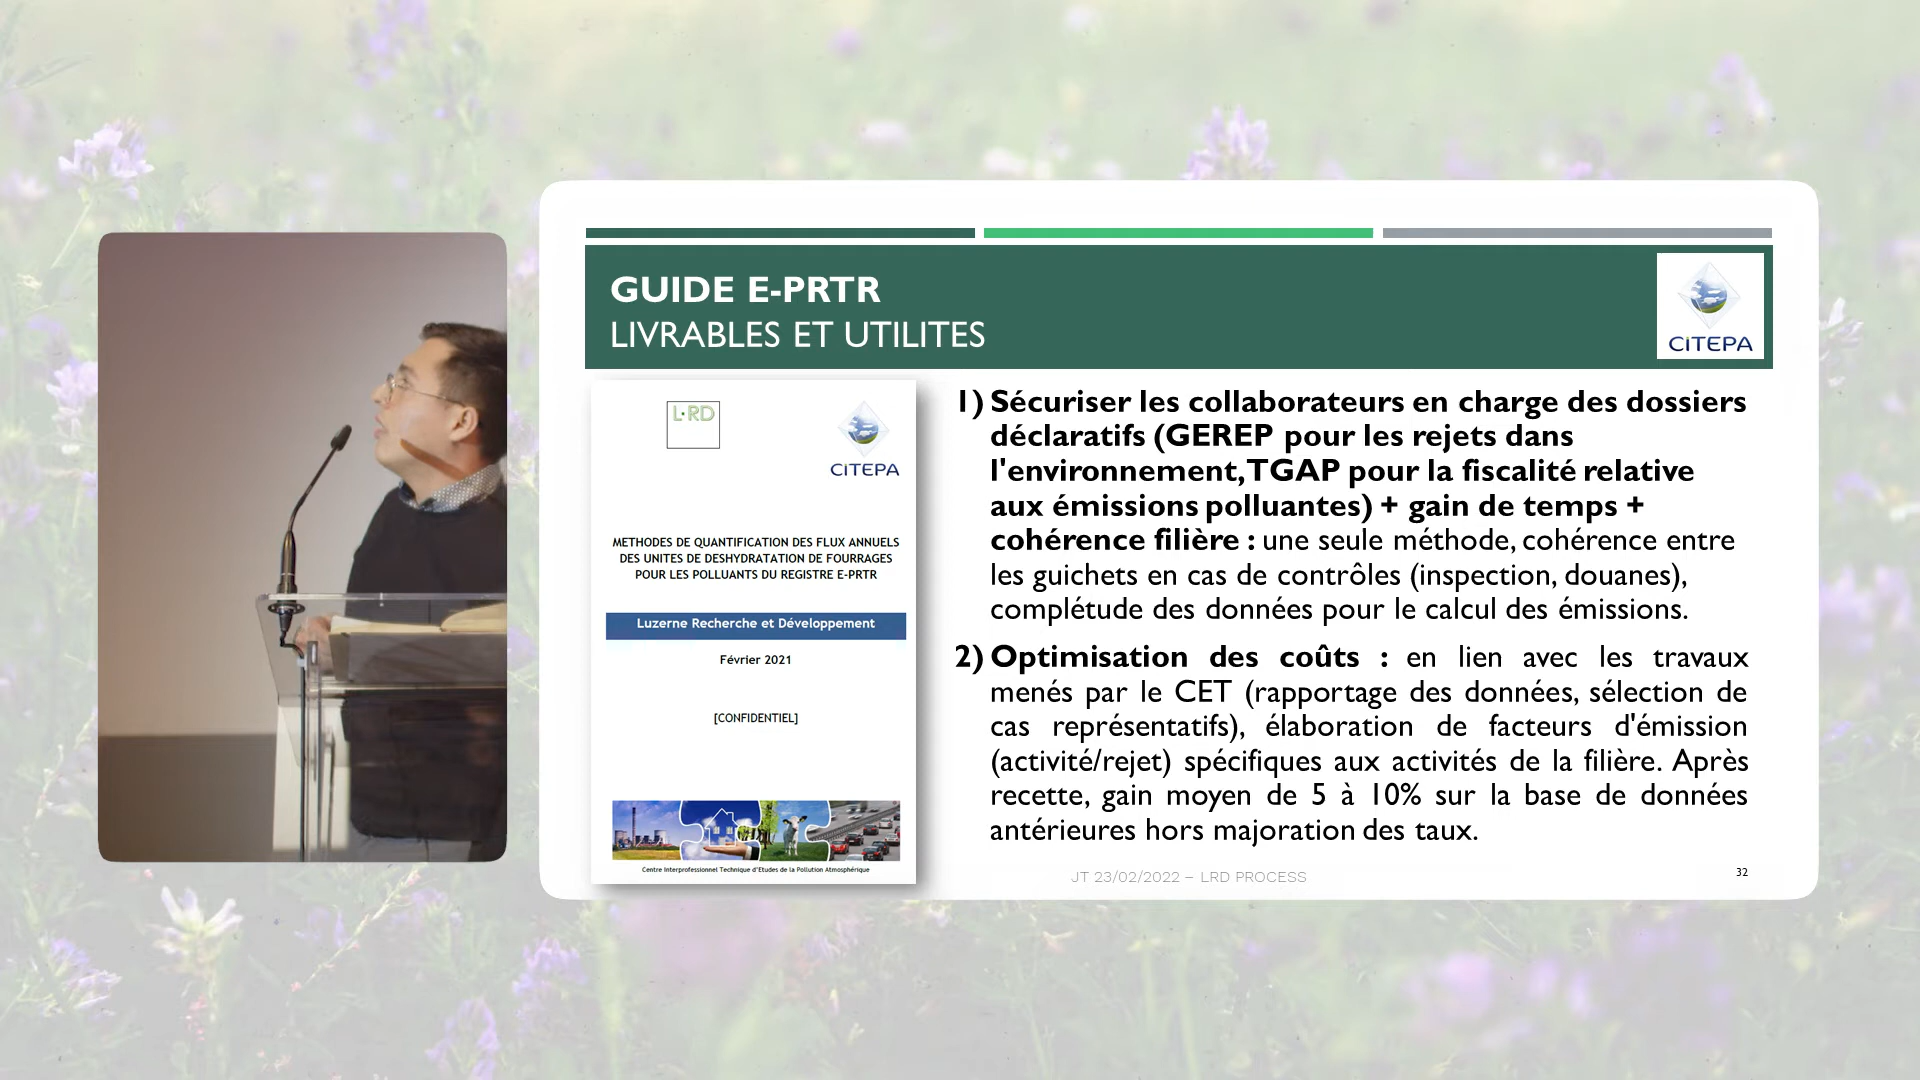 GUIDE E-PRTR
LIVRABLES ET UTILITES
CITEPA
L·RD
CITEPA
METHODES DE QUANTIFICATION DES FLUX ANNUELS
DES UNITES DE DESHYDRATATION DE FOURRAGES
POUR LES POLLUANTS DU REGISTRE E-PRTR
Luzerne Recherche et Développement
Février 2021
[CONFIDENTIEL]
Centre Interprofessionnel Technique d'Etudes de la Pollution Atmosphérique
1) Sécuriser les collaborateurs en charge des dossiers
déclaratifs (GEREP pour les rejets dans
l'environnement, TGAP pour la fiscalité relative
aux émissions polluantes) + gain de temps +
cohérence filière : une seule méthode, cohérence entre
les guichets en cas de contrôles (inspection, douanes),
complétude des données pour le calcul des émissions.
2) Optimisation des coûts : en lien avec les travaux
menés par le CET (rapportage des données, sélection de
cas représentatifs), élaboration de facteurs d'émission
(activité/rejet) spécifiques aux activités de la filière. Après
recette, gain moyen de 5 à 10% sur la base de données
antérieures hors majoration des taux.
JT 23/02/2022 – LRD PROCESS
32